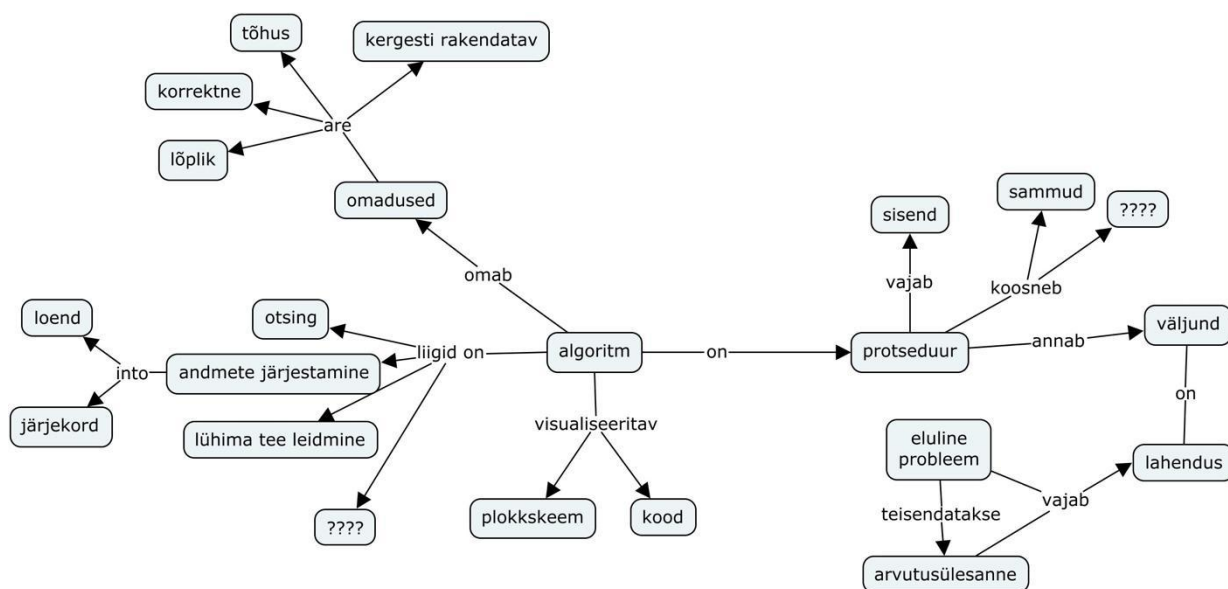 tõhus
kergesti rakendatav
korrektne
are
lõplik
omadused
sammud
sisend
????
omab
vajab
koosneb
loend
otsing
väljund
liigid on
algoritm
on
protseduur
annab
into
andmete järjestamine
on
järjekord
lühima tee leidmine
visualiseeritav
eluline
probleem
lahendus
plokkskeem
kood
vajab
????
teisendatakse
arvutusülesanne